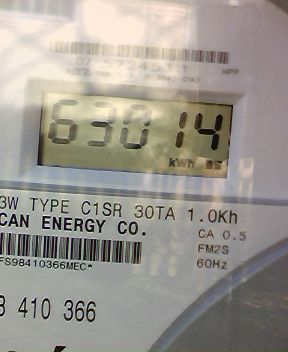 63014
kWh
3W TYPE C1SR 30TA 1.0Kh
CAN ENERGY CO.
CA 0.5
FM2S
FS98410366MEC*
60Hz
8 410 366